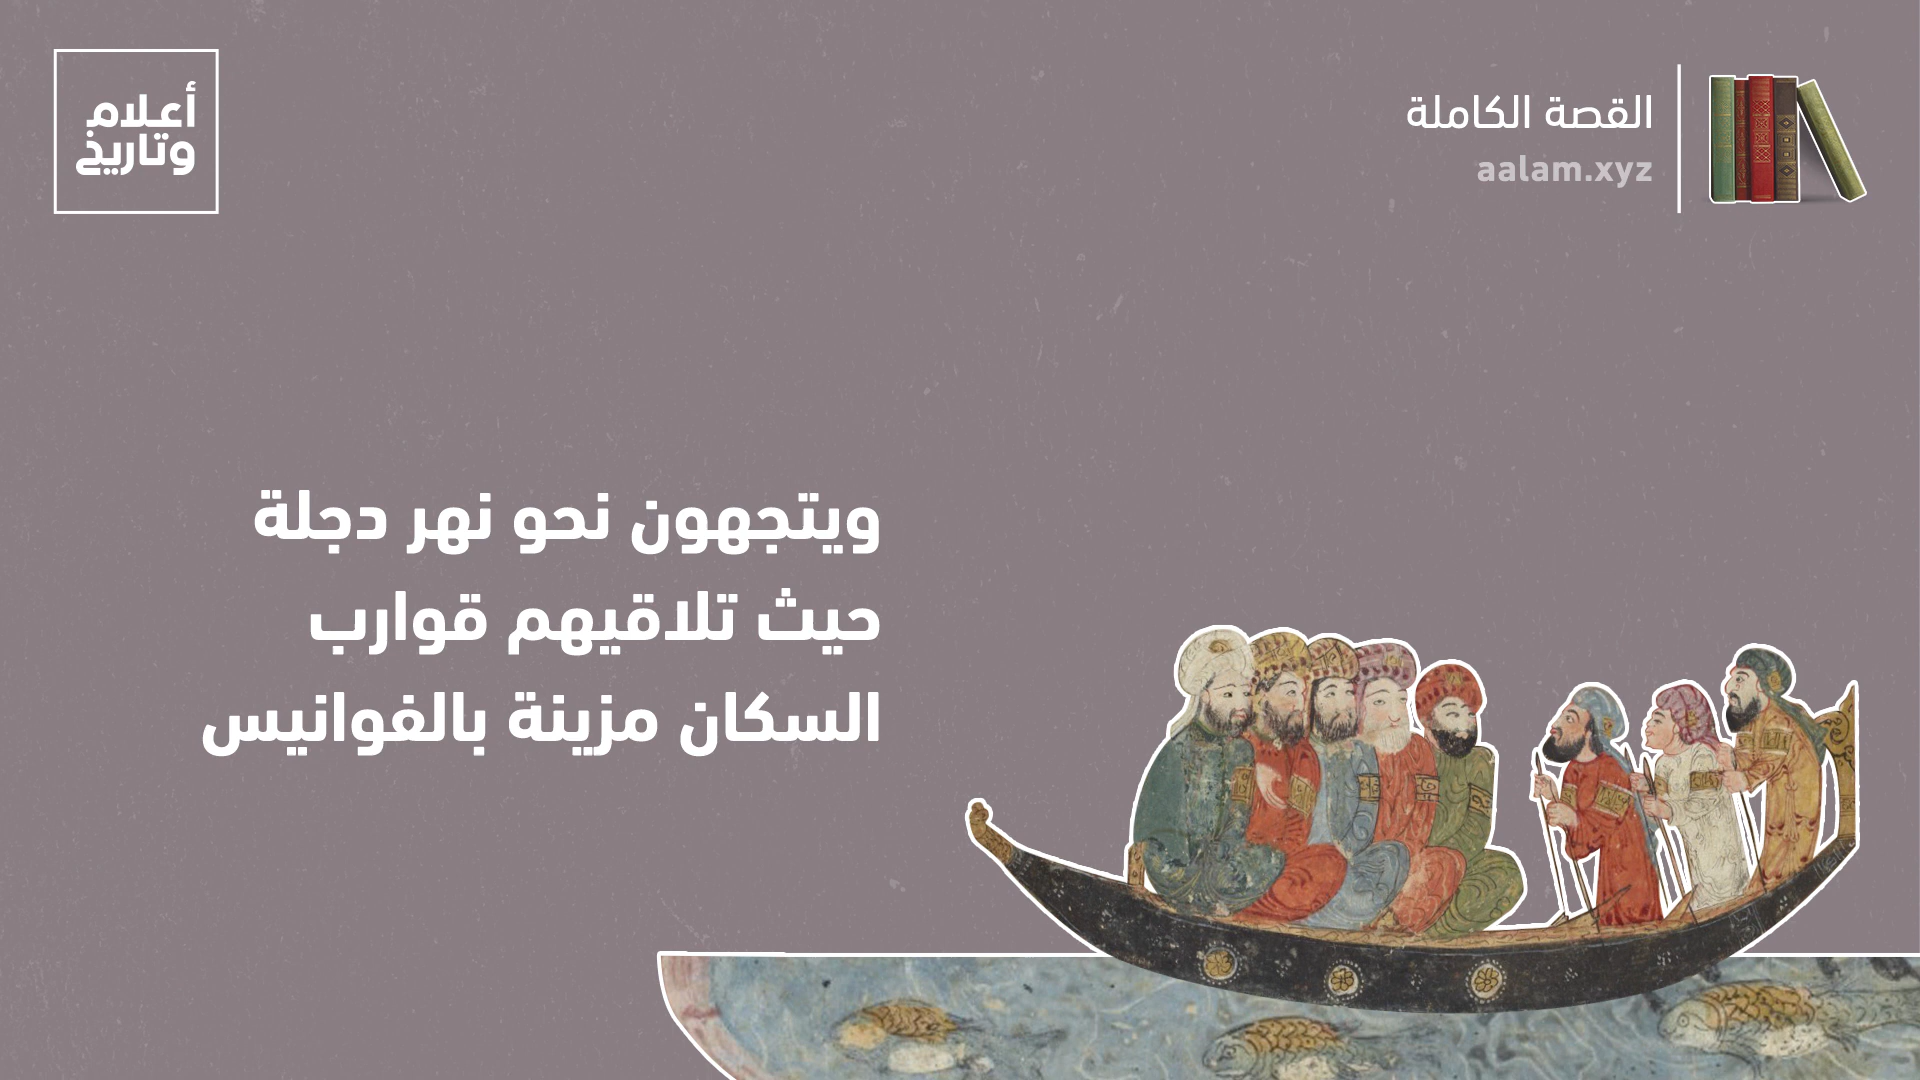 القصة الكاملة
aalam.xyz
أعلام
وتاريخ
ويتجهون نحو نهر دجلة
حيث تلاقيهم قوارب
السكان مزينة بالفوانيس